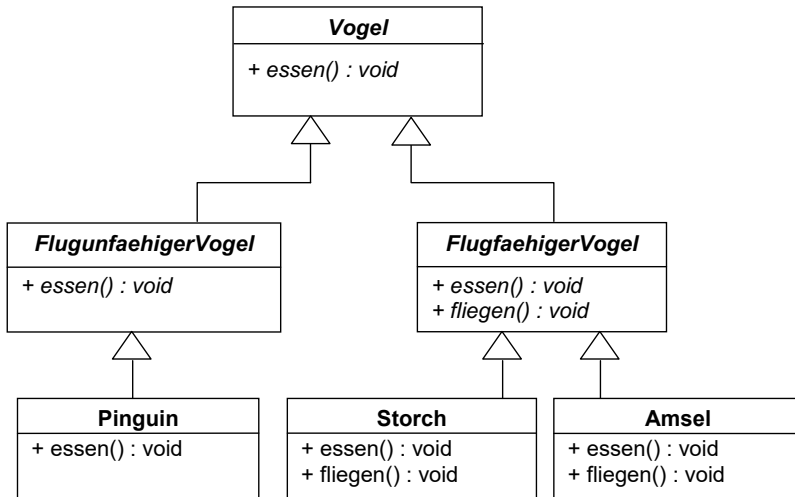 Vogel
+ essen() : void
FlugunfaehigerVogel
+ essen() : void
FlugfaehigerVogel
+ essen() : void
+ fliegen() : void
Pinguin
+ essen() : void
Storch
+ essen() : void
+ fliegen() : void
Amsel
+ essen() : void
+ fliegen() : void